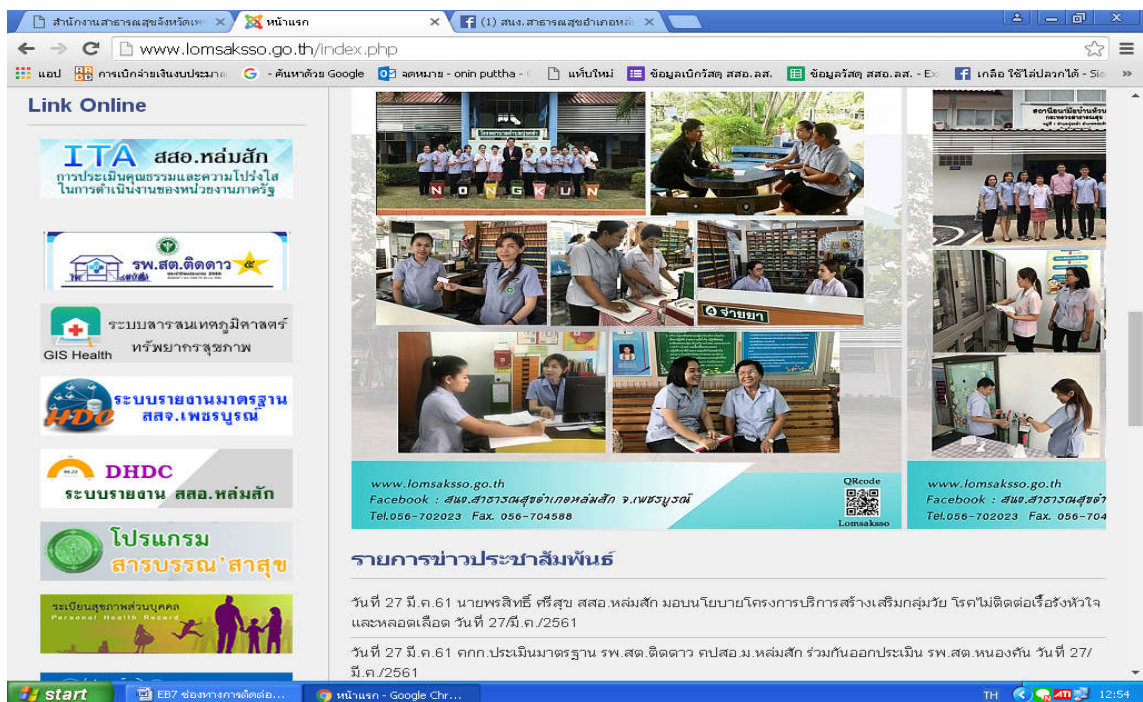 สำนักงานสาธารณสุขจังหวัดเพ
หน้าแรก
(1) สนง.สาธารณสุขอำเภอหล่
www.lomsaksso.go.th/index.php
แอป
การเบิกจ่ายเงินงบประมาณ
- ค้นหาด้วย Google
จดหมาย - onin puttha -
แท็บใหม่
ข้อมูลเบิกวัสดุ สสอ.ลส.
ข้อมูลวัสดุ สสอ.ลส. - Ex
เกลือ ใช้ไล่ปลวกได้ - Sia
Link Online
ITA สสอ.หล่มสัก
การประเมินคุณธรรมและความโปร่งใส
ในการดำเนินงานของหน่วยงานภาครัฐ
รพ.สต.ติดดาว
GIS Health
ระบบสารสนเทศภูมิศาสตร์
ทรัพยากรสุขภาพ
HDC
ระบบรายงานมาตรฐาน
สสจ.เพชรบูรณ์
DHDC
ระบบรายงาน สสอ.หล่มสัก
โปรแกรม
สารบรรณ'สาสุข
ระเบียนสุขภาพส่วนบุคคล
Personal Health Record
NONGKUN
4 จ่ายยา
www.lomsaksso.go.th
Facebook : สนง.สาธารณสุขอำเภอหล่มสัก จ.เพชรบูรณ์
Tel.056-702023 Fax. 056-704588
QRcode
Lomsaksso
www.lomsaksso.go.th
Facebook : สนง.สาธารณสุขอำ
Tel.056-702023 Fax. 056-704
รายการข่าวประชาสัมพันธ์
วันที่ 27 มี.ค.61 นายพรสิทธิ์ ศรีสุข สสอ.หล่มสัก มอบนโยบายโครงการบริการสร้างเสริมกลุ่มวัย โรคไม่ติดต่อเรื้อรังหัวใจ
และหลอดเลือด วันที่ 27/มี.ค./2561
วันที่ 27 มี.ค.61 คกก.ประเมินมาตรฐาน รพ.สต.ติดดาว คปสอ.ม.หล่มสัก ร่วมกันออกประเมิน รพ.สต.หนองคัน วันที่ 27/
มี.ค./2561
start
EB7 ช่องทางการติดต่อ...
หน้าแรก - Google Chr...
TH
12:54